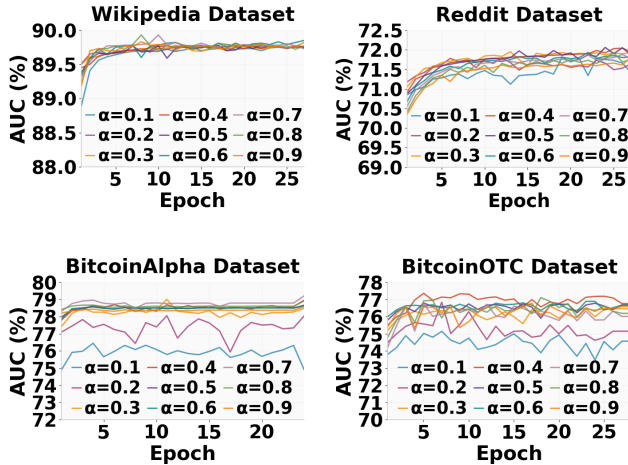 Wikipedia Dataset
AUC (%)
90.0
89.5
89.0
88.5
88.0
α=0.1 α=0.4 α=0.7
α=0.2 α=0.5 α=0.8
α=0.3 α=0.6 α=0.9
5 10 15 20 25
Epoch
Reddit Dataset
AUC (%)
72.5
72.0
71.5
71.0
70.5
70.0
69.5
69.0
α=0.1 α=0.4 α=0.7
α=0.2 α=0.5 α=0.8
α=0.3 α=0.6 α=0.9
5 10 15 20 25
Epoch
BitcoinAlpha Dataset
AUC (%)
80
79
78
77
76
75
74
73
72
α=0.1 α=0.4 α=0.7
α=0.2 α=0.5 α=0.8
α=0.3 α=0.6 α=0.9
5 10 15 20
Epoch
BitcoinOTC Dataset
AUC (%)
78
77
76
75
74
73
72
71
70
α=0.1 α=0.4 α=0.7
α=0.2 α=0.5 α=0.8
α=0.3 α=0.6 α=0.9
5 10 15 20 25
Epoch